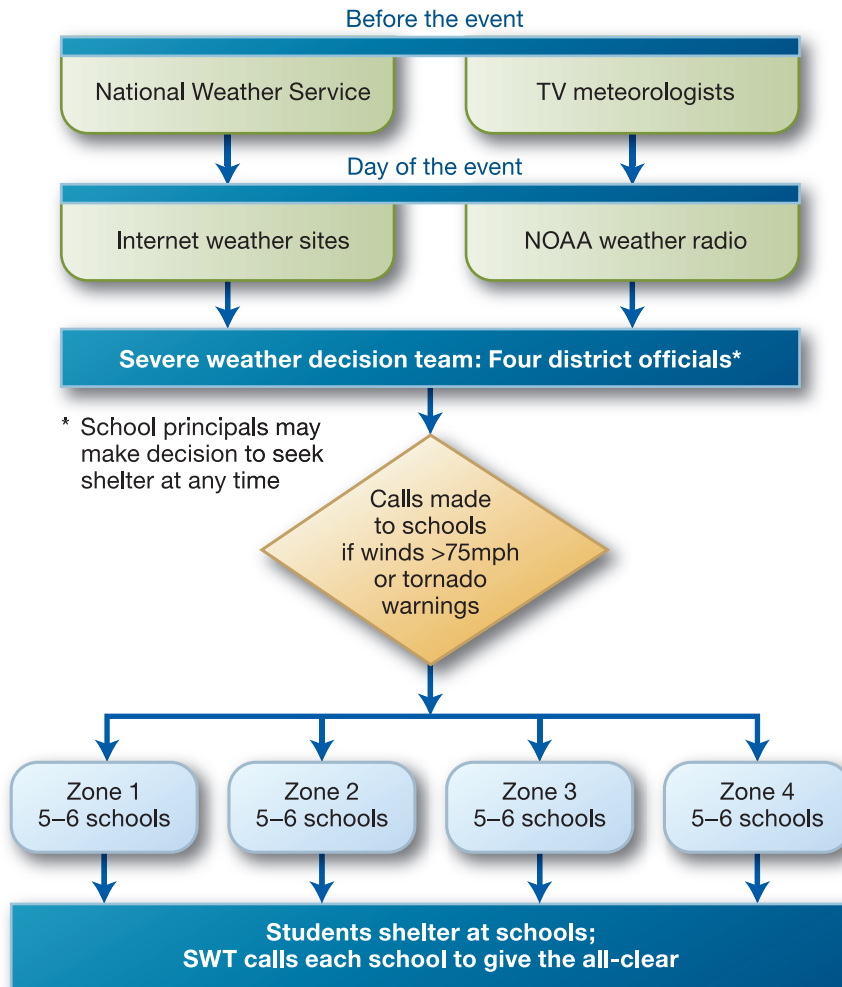 Before the event
National Weather Service
TV meteorologists
Day of the event
Internet weather sites
NOAA weather radio
Severe weather decision team: Four district officials*
* School principals may
make decision to seek
shelter at any time
Calls made
to schools
if winds >75mph
or tornado
warnings
Zone 1
5–6 schools
Zone 2
5–6 schools
Zone 3
5–6 schools
Zone 4
5–6 schools
Students shelter at schools;
SWT calls each school to give the all-clear